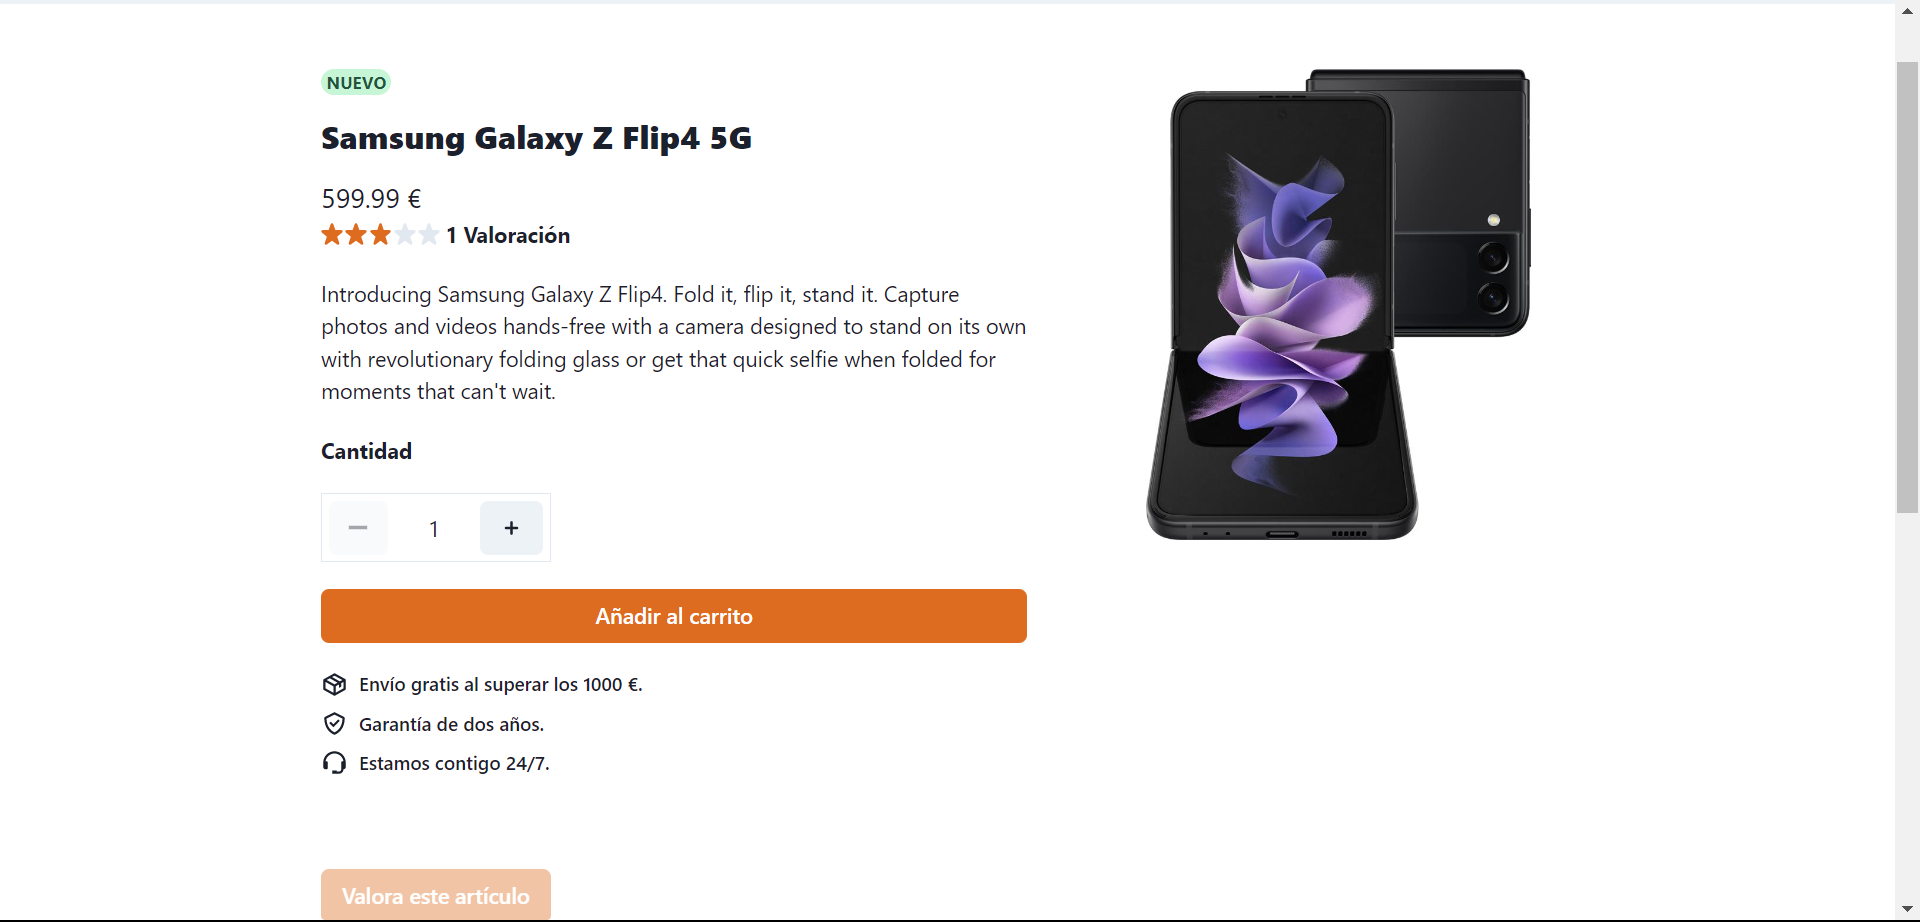 NUEVO
Samsung Galaxy Z Flip4 5G
599.99 €
1 Valoración
Introducing Samsung Galaxy Z Flip4. Fold it, flip it, stand it. Capture
photos and videos hands-free with a camera designed to stand on its own
with revolutionary folding glass or get that quick selfie when folded for
moments that can't wait.
Cantidad
1
Añadir al carrito
Envío gratis al superar los 1000 €.
Garantía de dos años.
Estamos contigo 24/7.
Valora este artículo